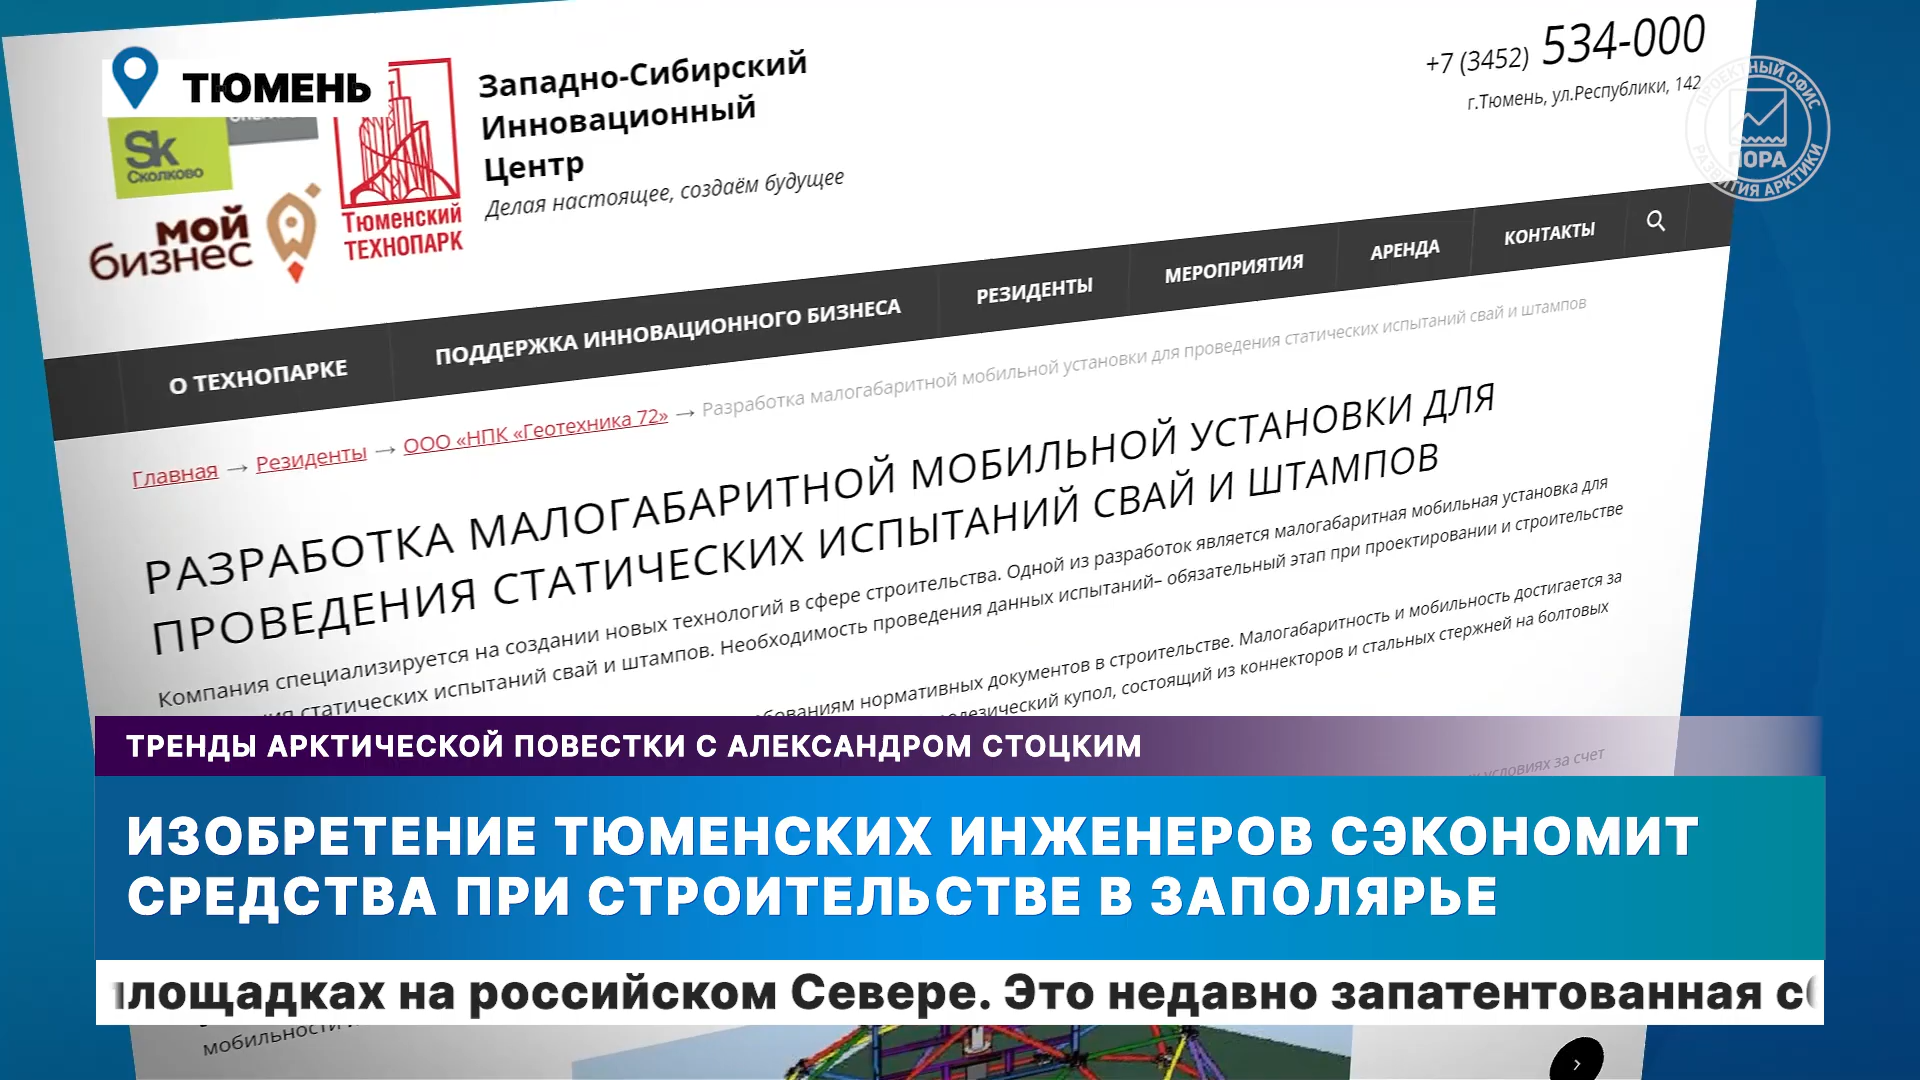 ТЮМЕНЬ
Sk
Сколково
мой
бизнес
Тюменский
ТЕХНОПАРК
Западно-Сибирский
Инновационный
Центр
Делая настоящее, создаём будущее
+7 (3452) 534-000
г.Тюмень, ул.Республики, 142
ПРОЕКТНЫЙ ОФИС
ПОРА
РАЗВИТИЯ АРКТИКИ
О ТЕХНОПАРКЕ
ПОДДЕРЖКА ИННОВАЦИОННОГО БИЗНЕСА
РЕЗИДЕНТЫ
МЕРОПРИЯТИЯ
АРЕНДА
КОНТАКТЫ
Главная → Резиденты → ООО «НПК «Геотехника 72» → Разработка малогабаритной мобильной установки для проведения статических испытаний свай и штампов
РАЗРАБОТКА МАЛОГАБАРИТНОЙ МОБИЛЬНОЙ УСТАНОВКИ ДЛЯ
ПРОВЕДЕНИЯ СТАТИЧЕСКИХ ИСПЫТАНИЙ СВАЙ И ШТАМПОВ
Компания специализируется на создании новых технологий в сфере строительства. Одной из разработок является малогабаритная мобильная установка для
статических испытаний свай и штампов. Необходимость проведения данных испытаний– обязательный этап при проектировании и строительстве
нормативных документов в строительстве. Малогабаритность и мобильность достигается за
купол, состоящий из коннекторов и стальных стержней на болтовых
условиях за счет
ТРЕНДЫ АРКТИЧЕСКОЙ ПОВЕСТКИ С АЛЕКСАНДРОМ СТОЦКИМ
ИЗОБРЕТЕНИЕ ТЮМЕНСКИХ ИНЖЕНЕРОВ СЭКОНОМИТ
СРЕДСТВА ПРИ СТРОИТЕЛЬСТВЕ В ЗАПОЛЯРЬЕ
площадках на российском Севере. Это недавно запатентованная
мобильности